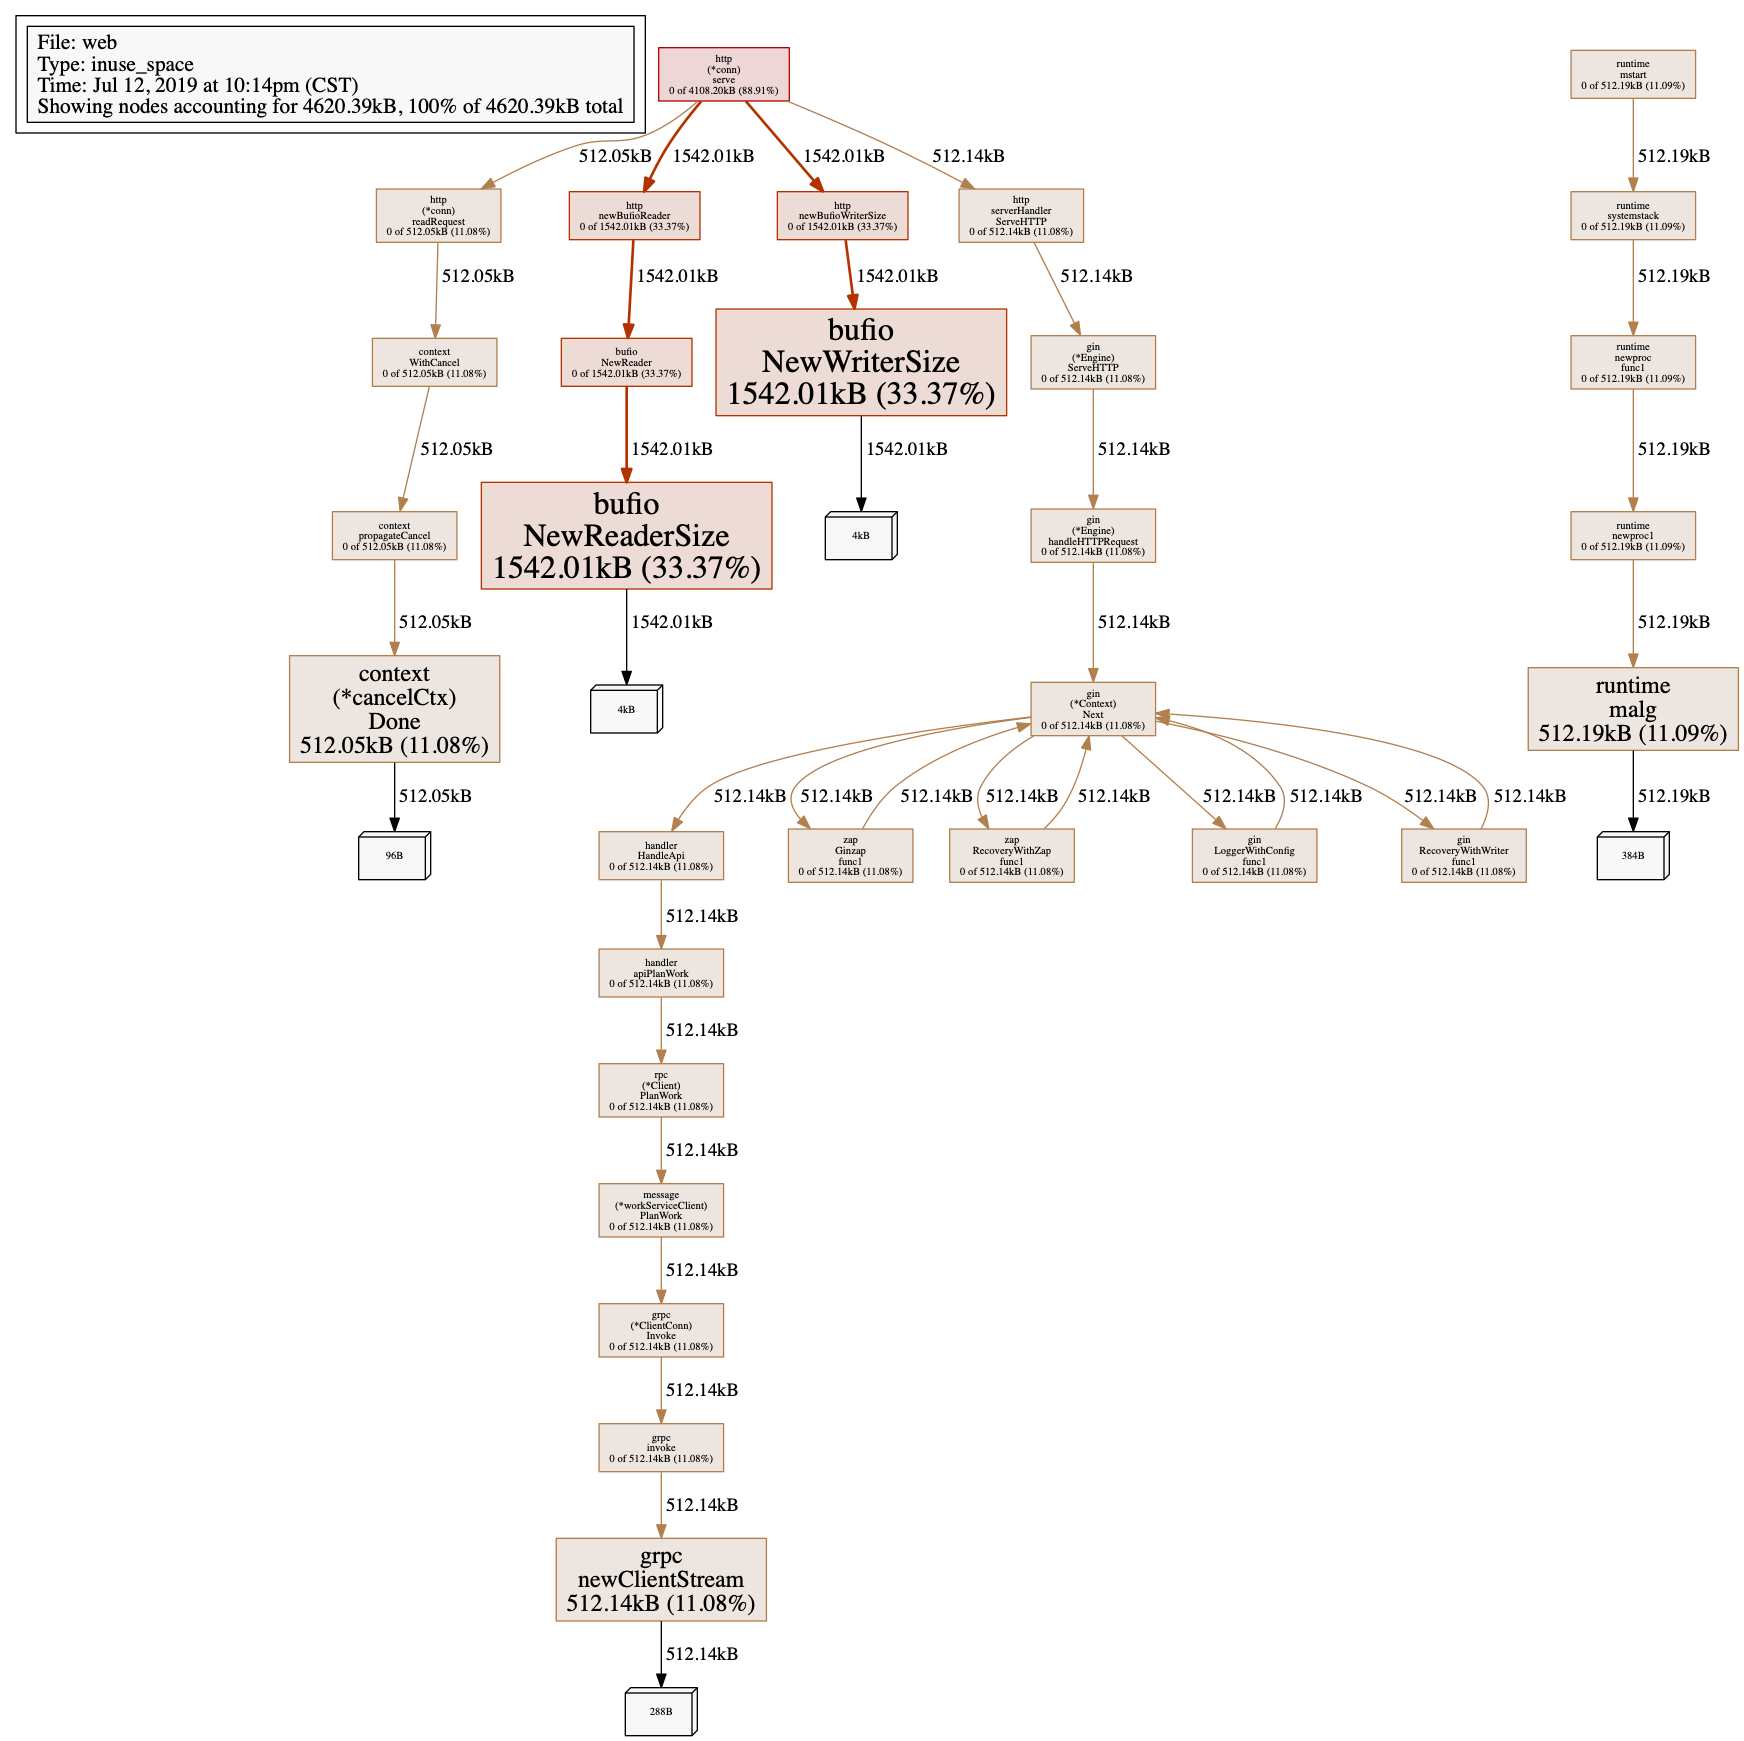 File: web
Type: inuse_space
Time: Jul 12, 2019 at 10:14pm (CST)
Showing nodes accounting for 4620.39kB, 100% of 4620.39kB total
http
(*conn)
serve
0 of 4108.20kB (88.91%)
runtime
mstart
0 of 512.19kB (11.09%)
512.05kB
1542.01kB
1542.01kB
512.14kB
512.19kB
http
(*conn)
readRequest
0 of 512.05kB (11.08%)
http
newBufioReader
0 of 1542.01kB (33.37%)
http
newBufioWriterSize
0 of 1542.01kB (33.37%)
http
serverHandler
ServeHTTP
0 of 512.14kB (11.08%)
runtime
systemstack
0 of 512.19kB (11.09%)
512.05kB
1542.01kB
1542.01kB
512.14kB
512.19kB
context
WithCancel
0 of 512.05kB (11.08%)
bufio
NewReader
0 of 1542.01kB (33.37%)
bufio
NewWriterSize
1542.01kB (33.37%)
gin
(*Engine)
ServeHTTP
0 of 512.14kB (11.08%)
runtime
newproc
func1
0 of 512.19kB (11.09%)
512.05kB
1542.01kB
1542.01kB
512.14kB
512.19kB
context
propagateCancel
0 of 512.05kB (11.08%)
bufio
NewReaderSize
1542.01kB (33.37%)
4kB
gin
(*Engine)
handleHTTPRequest
0 of 512.14kB (11.08%)
runtime
newproc1
0 of 512.19kB (11.09%)
512.05kB
1542.01kB
512.14kB
512.19kB
context
(*cancelCtx)
Done
512.05kB (11.08%)
4kB
gin
(*Context)
Next
0 of 512.14kB (11.08%)
runtime
malg
512.19kB (11.09%)
512.05kB
512.14kB
512.14kB
512.14kB
512.14kB
512.14kB
512.14kB
512.14kB
512.14kB
512.14kB
512.19kB
96B
handler
HandleApi
0 of 512.14kB (11.08%)
zap
Ginzap
func1
0 of 512.14kB (11.08%)
zap
RecoveryWithZap
func1
0 of 512.14kB (11.08%)
gin
LoggerWithConfig
func1
0 of 512.14kB (11.08%)
gin
RecoveryWithWriter
func1
0 of 512.14kB (11.08%)
384B
512.14kB
handler
apiPlanWork
0 of 512.14kB (11.08%)
512.14kB
rpc
(*Client)
PlanWork
0 of 512.14kB (11.08%)
512.14kB
message
(*workServiceClient)
PlanWork
0 of 512.14kB (11.08%)
512.14kB
grpc
(*ClientConn)
Invoke
0 of 512.14kB (11.08%)
512.14kB
grpc
invoke
0 of 512.14kB (11.08%)
512.14kB
grpc
newClientStream
512.14kB (11.08%)
512.14kB
288B